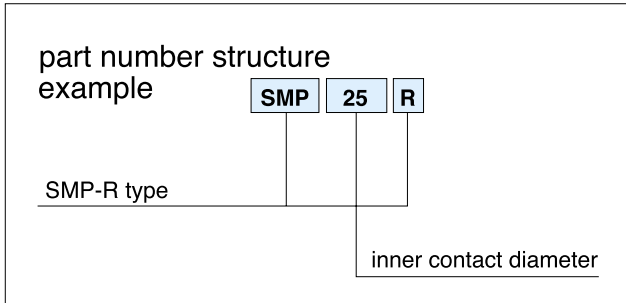 part number structure
example
SMP 25 R
SMP-R type
inner contact diameter